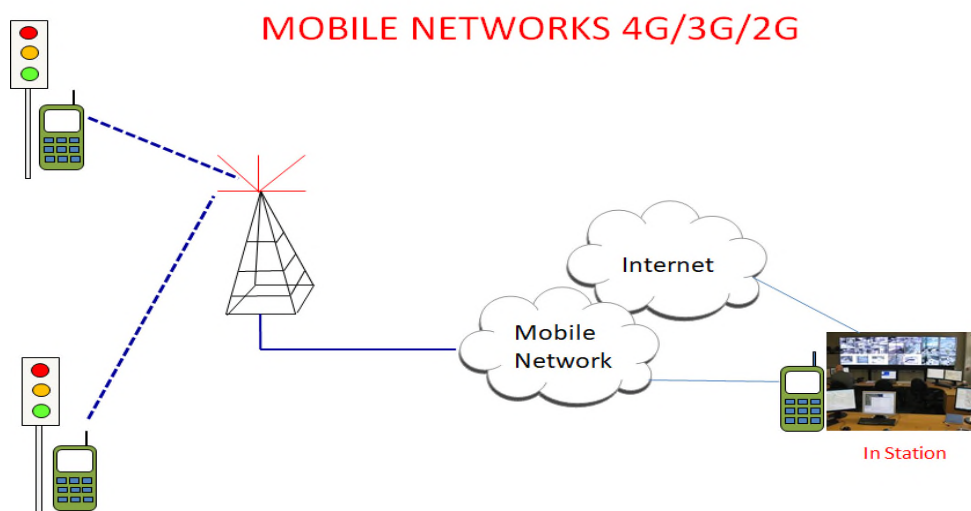 MOBILE NETWORKS 4G/3G/2G
Internet
Mobile
Network
In Station